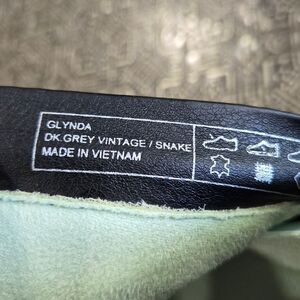 GLYNDA
DK.GREY VINTAGE / SNAKE
MADE IN VIETNAM